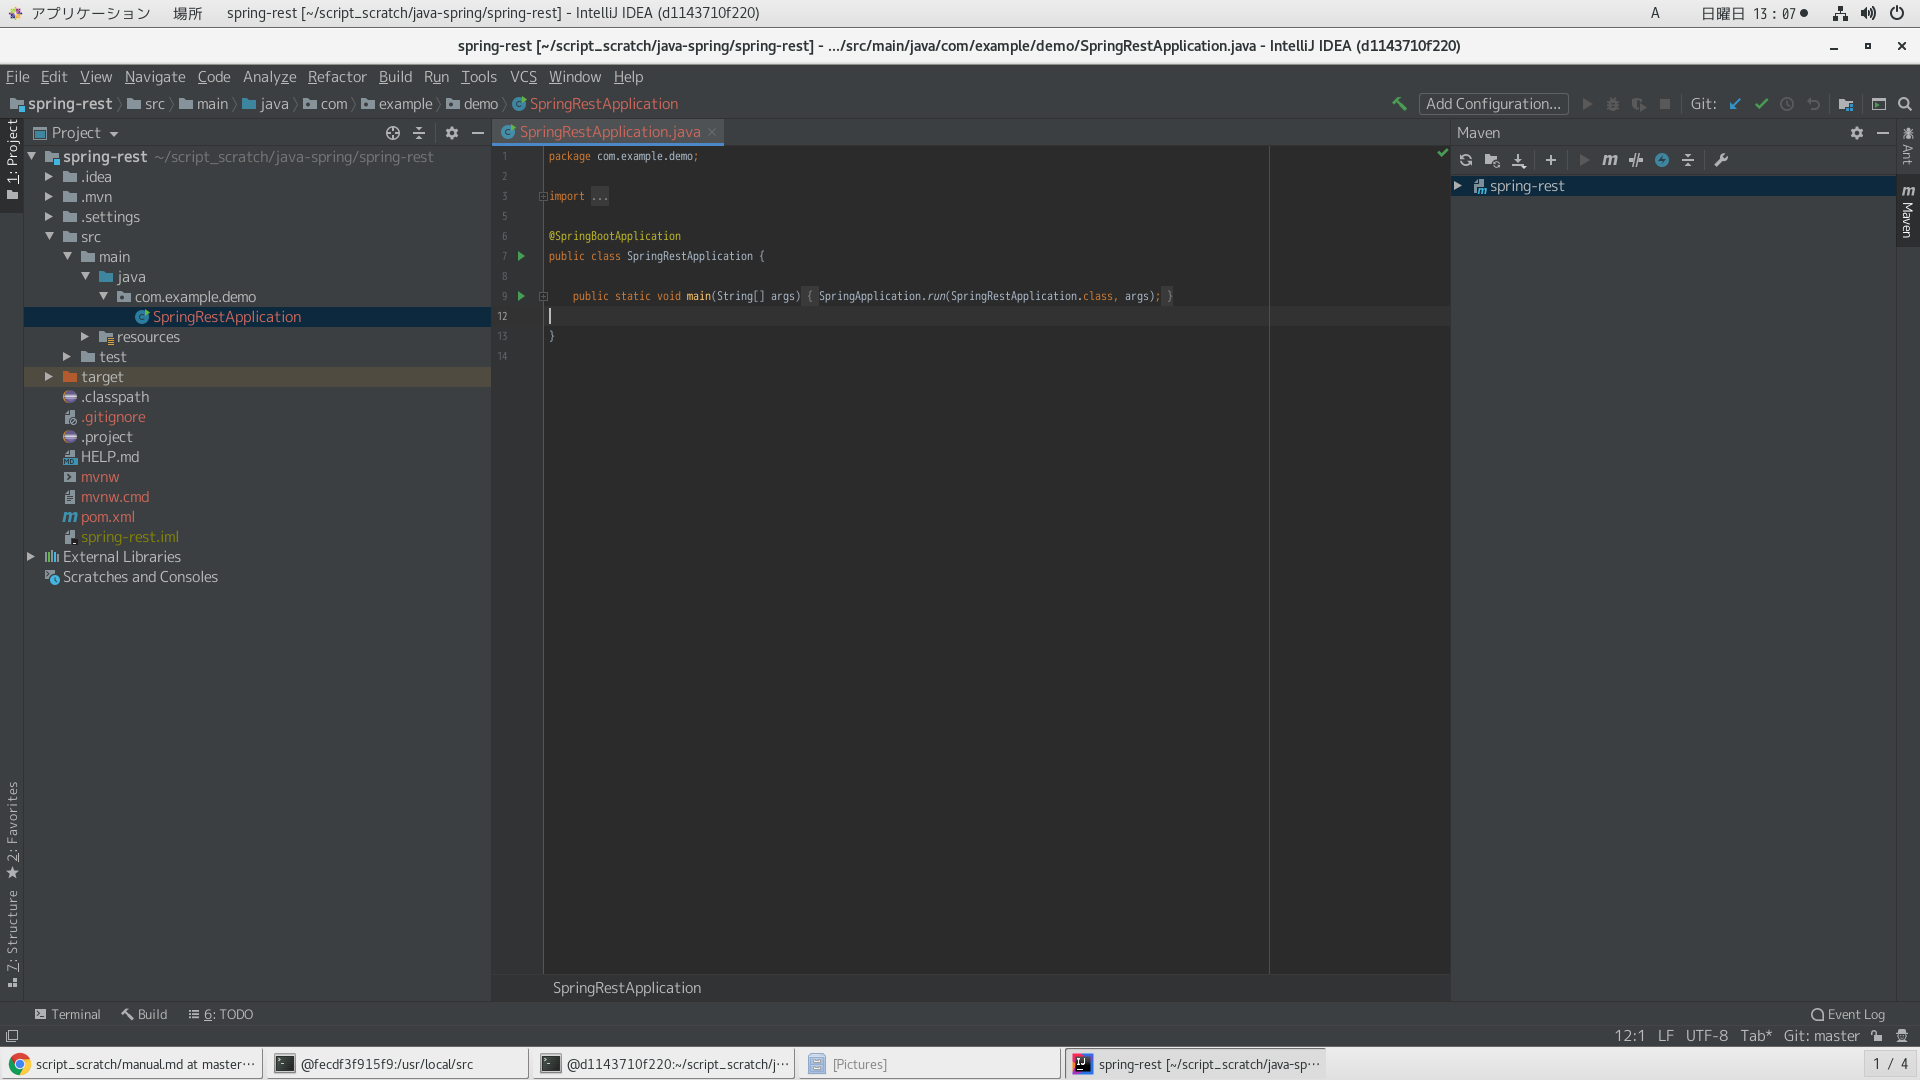 アプリケーション 場所 spring-rest [~/script_scratch/java-spring/spring-rest] - IntelliJ IDEA (d1143710f220) A 日曜日 13：07●
spring-rest [~/script_scratch/java-spring/spring-rest] - .../src/main/java/com/example/demo/SpringRestApplication.java - IntelliJ IDEA (d1143710f220)
File Edit View Navigate Code Analyze Refactor Build Run Tools VCS Window Help
spring-rest src main java com example demo SpringRestApplication Add Configuration... Git:
1: Project
Project
SpringRestApplication.java
Maven
Ant
Maven
spring-rest ~/script_scratch/java-spring/spring-rest
.idea
.mvn
.settings
src
main
java
com.example.demo
SpringRestApplication
resources
test
target
.classpath
.gitignore
.project
HELP.md
mvnw
mvnw.cmd
pom.xml
spring-rest.iml
External Libraries
Scratches and Consoles
1 package com.example.demo;
2
3 import ...
5
6 @SpringBootApplication
7 public class SpringRestApplication {
8
9 public static void main(String[] args) { SpringApplication.run(SpringRestApplication.class, args); }
12
13 }
14
spring-rest
2: Favorites
7: Structure
SpringRestApplication
Terminal Build 6: TODO Event Log
12:1 LF UTF-8 Tab* Git: master
script_scratch/manual.md at master··· @fecdf3f915f9:/usr/local/src @d1143710f220:~/script_scratch/j··· [Pictures] spring-rest [~/script_scratch/java-sp··· 1 / 4